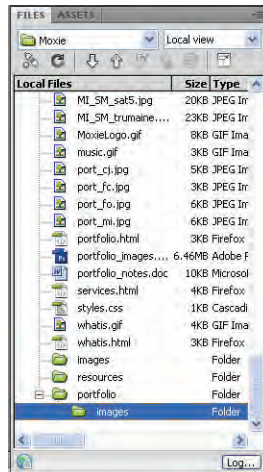 FILES ASSETS
Moxie Local view
Local Files Size Type
MI_SM_sat5.jpg 20KB JPEG Im
MI_SM_trumaine.... 23KB JPEG Im
MoxieLogo.gif 8KB GIF Ima
music.gif 3KB GIF Ima
port_cj.jpg 5KB JPEG Im
port_fc.jpg 3KB JPEG Im
port_fo.jpg 6KB JPEG Im
port_mi.jpg 6KB JPEG Im
portfolio.html 3KB Firefox
portfolio_images.... 6.46MB Adobe F
portfolio_notes.doc 10KB Microsof
services.html 4KB Firefox
styles.css 1KB Cascadi
whatis.gif 4KB GIF Ima
whatis.html 3KB Firefox
images Folder
resources Folder
portfolio Folder
images Folder
Log...